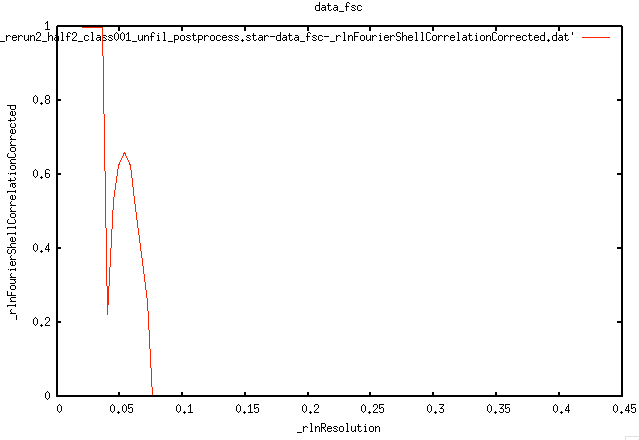 data_fsc
1
_rerun2_half2_class001_unfil_postprocess.star-data_fsc-_rlnFourierShellCorrelationCorrected.dat'
0.8
0.6
0.4
0.2
0
_rlnFourierShellCorrelationCorrected
0 0.05 0.1 0.15 0.2 0.25 0.3 0.35 0.4 0.45
_rlnResolution